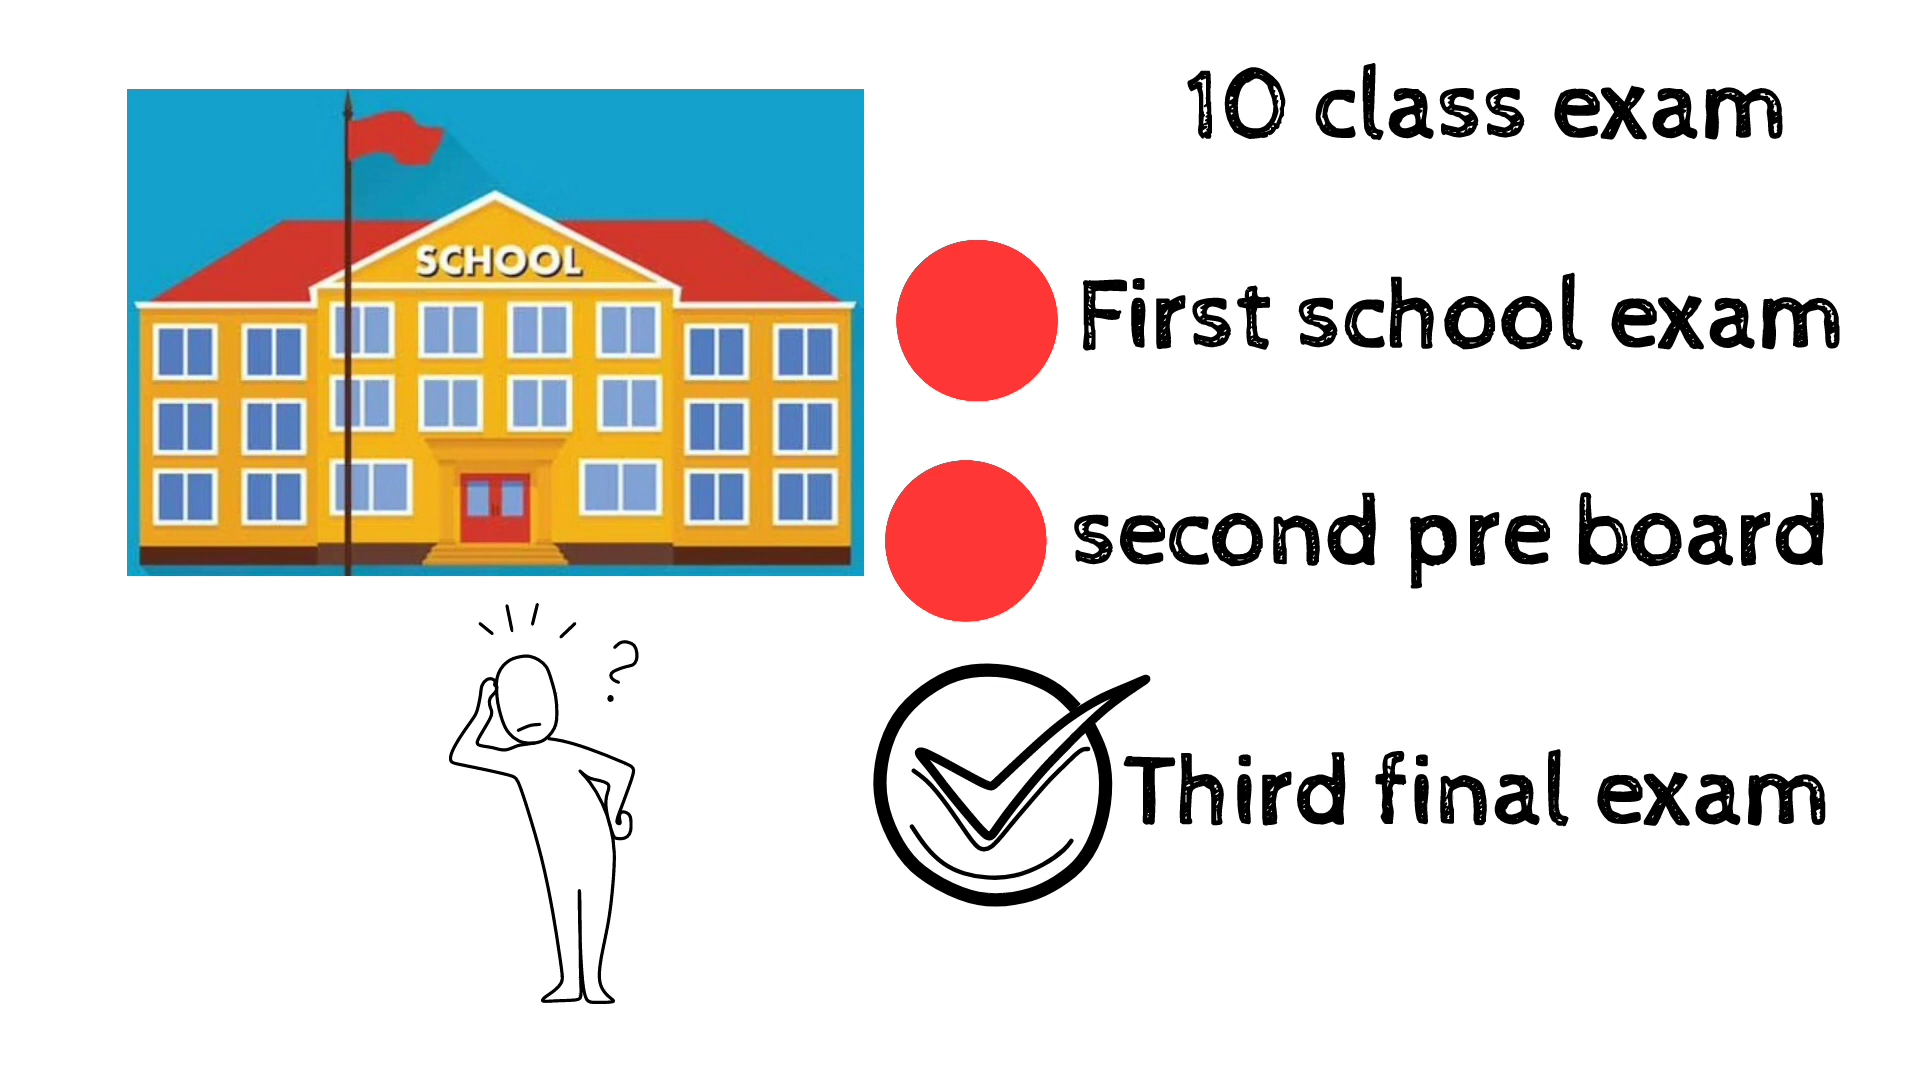 10 class exam
SCHOOL
First school exam
second pre board
?
Third final exam